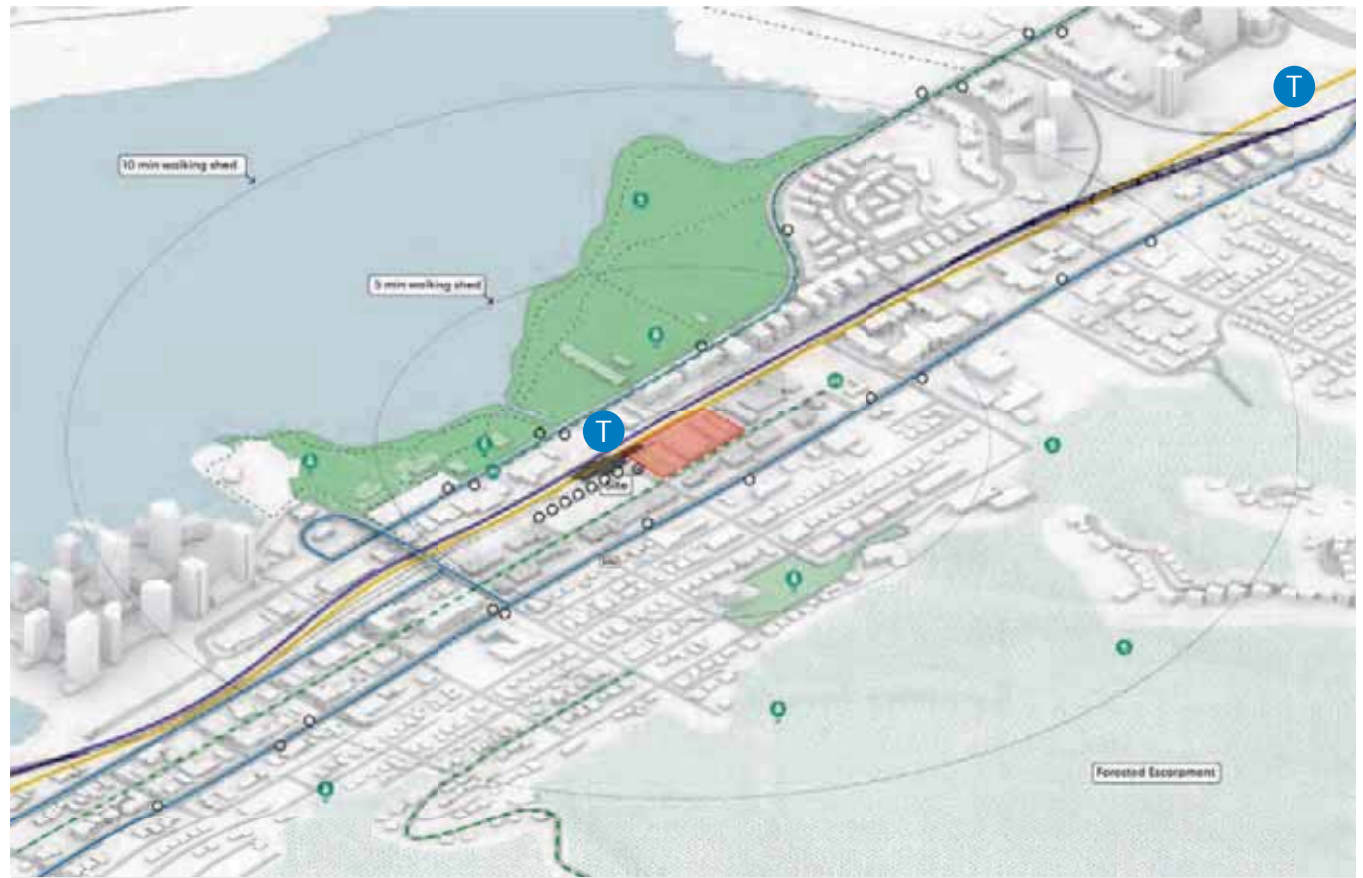 T
10 min walking shed
5 min walking shed
T
Site
Forested Escarpment